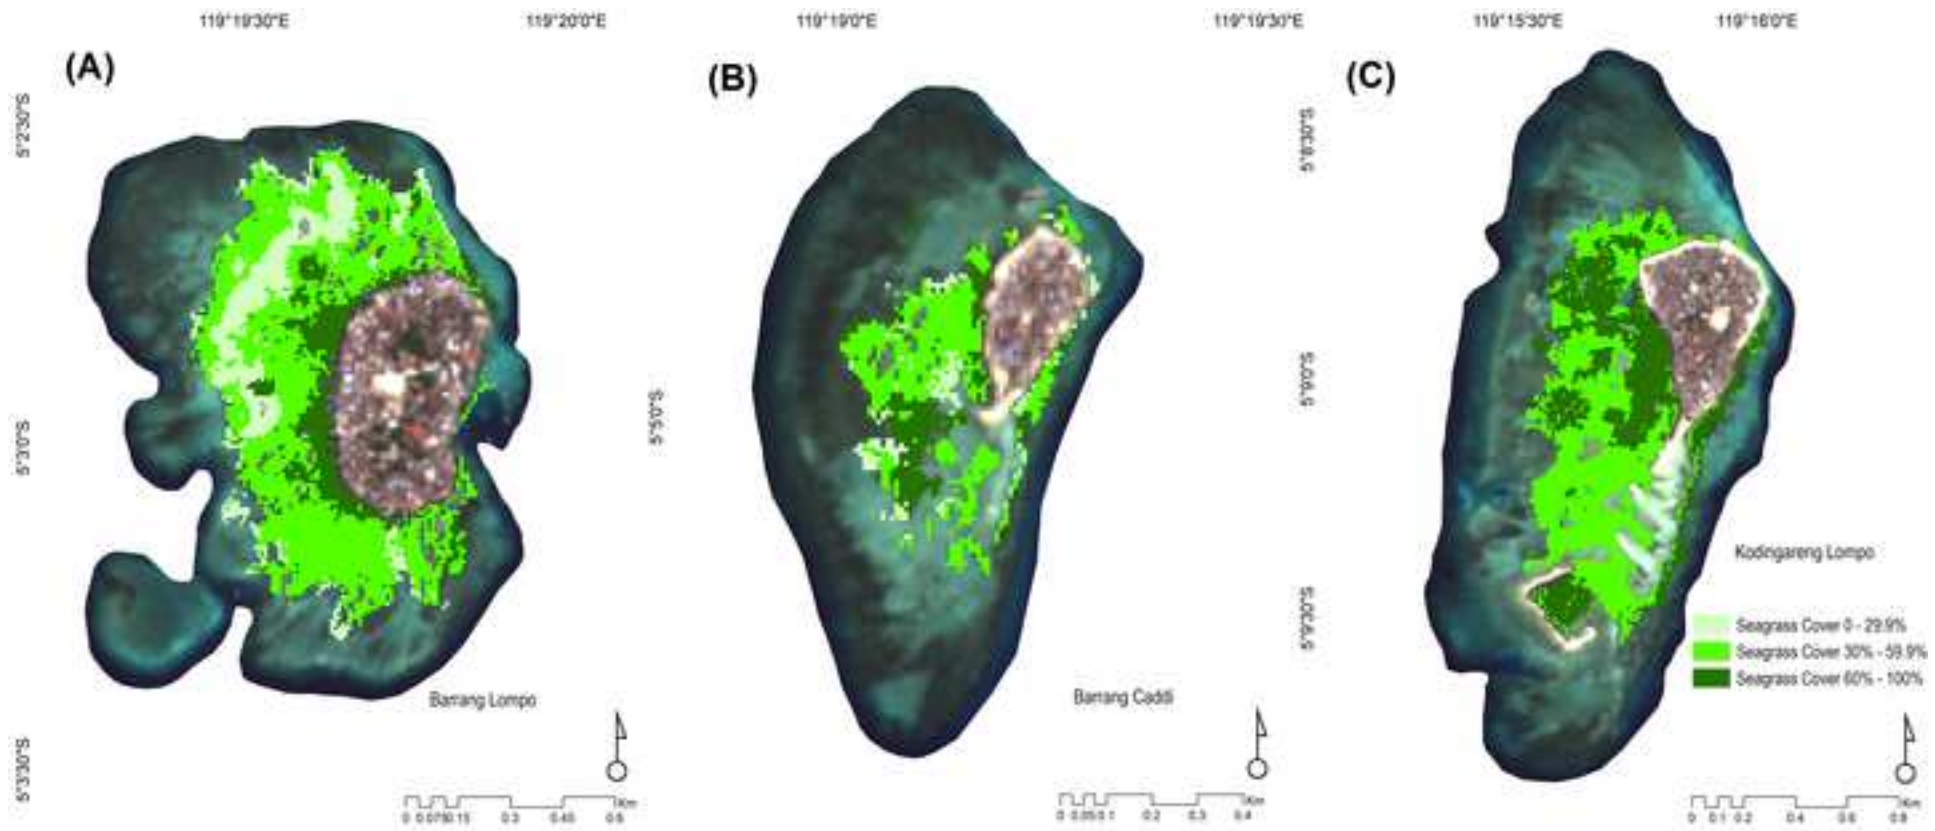 119°19'30"E 119°20'0"E 119°19'0"E 119°19'30"E 119°15'30"E 119°16'0"E
(A) (B) (C)
5°2'30"S
5°3'0"S
5°3'30"S
5°5'0"S
5°8'30"S
5°9'0"S
5°9'30"S
Barrang Lompo
Barrang Caddi
Kodingareng Lompo
Seagrass Cover 0 - 29.9%
Seagrass Cover 30% - 59.9%
Seagrass Cover 60% - 100%
Km
0 0.075 0.15 0.3 0.45 0.6
Km
0 0.05 0.1 0.2 0.3 0.4
Km
0 0.1 0.2 0.4 0.6 0.8